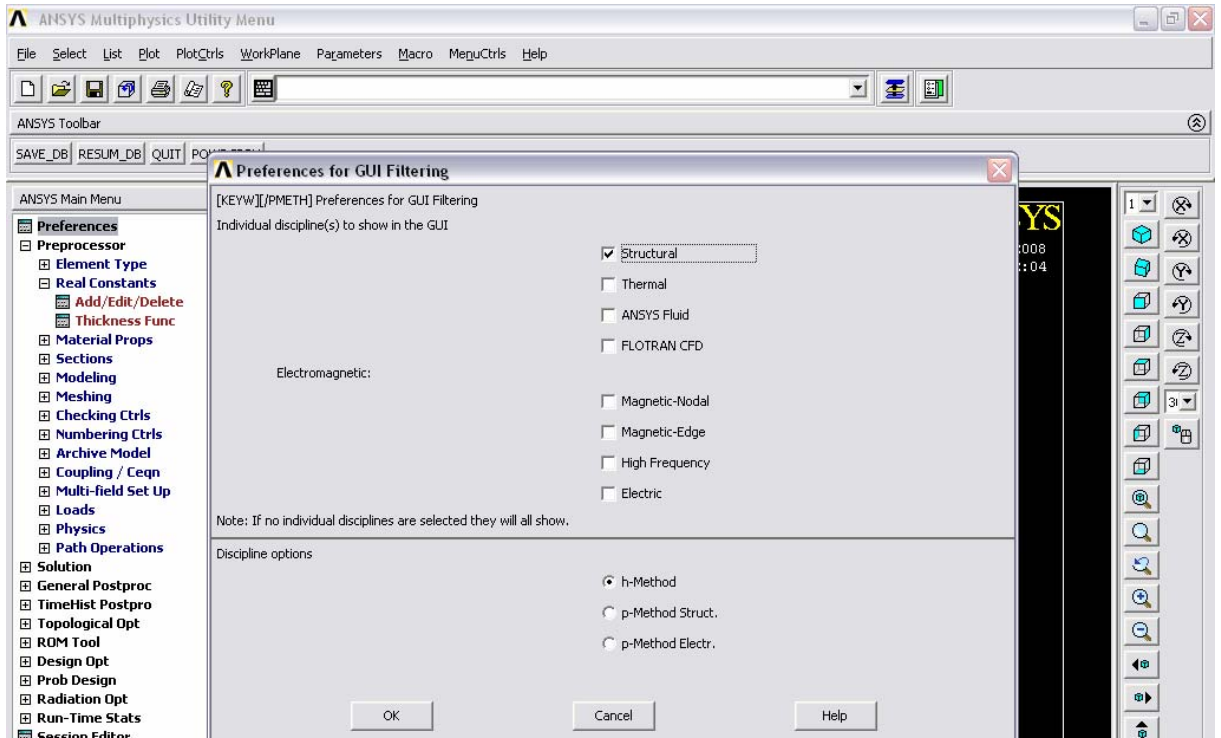 ANSYS Multiphysics Utility Menu
File Select List Plot PlotCtrls WorkPlane Parameters Macro MenuCtrls Help
ANSYS Toolbar
SAVE_DB RESUM_DB QUIT
Preferences for GUI Filtering
ANSYS Main Menu
Preferences
Preprocessor
Element Type
Real Constants
Add/Edit/Delete
Thickness Func
Material Props
Sections
Modeling
Meshing
Checking Ctrls
Numbering Ctrls
Archive Model
Coupling / Ceqn
Multi-field Set Up
Loads
Physics
Path Operations
Solution
General Postproc
TimeHist Postpro
Topological Opt
ROM Tool
Design Opt
Prob Design
Radiation Opt
Run-Time Stats
Session Editor
[KEYW][/PMETH] Preferences for GUI Filtering
Individual discipline(s) to show in the GUI
Structural
Thermal
ANSYS Fluid
FLOTRAN CFD
Electromagnetic:
Magnetic-Nodal
Magnetic-Edge
High Frequency
Electric
Note: If no individual disciplines are selected they will all show.
Discipline options
h-Method
p-Method Struct.
p-Method Electr.
OK Cancel Help
YS
008
:04
1
X
X
Y
Y
Z
Z